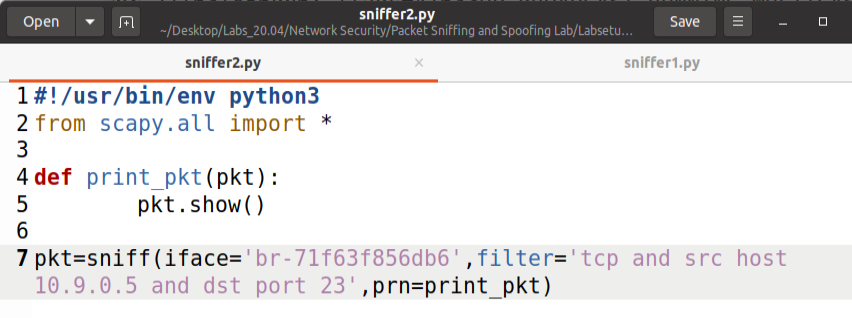 Open
sniffer2.py
~/Desktop/Labs_20.04/Network Security/Packet Sniffing and Spoofing Lab/Labsetu...
Save
sniffer2.py ×
sniffer1.py
1 #!/usr/bin/env python3
2 from scapy.all import *
3
4 def print_pkt(pkt):
5         pkt.show()
6
7 pkt=sniff(iface='br-71f63f856db6',filter='tcp and src host
10.9.0.5 and dst port 23',prn=print_pkt)